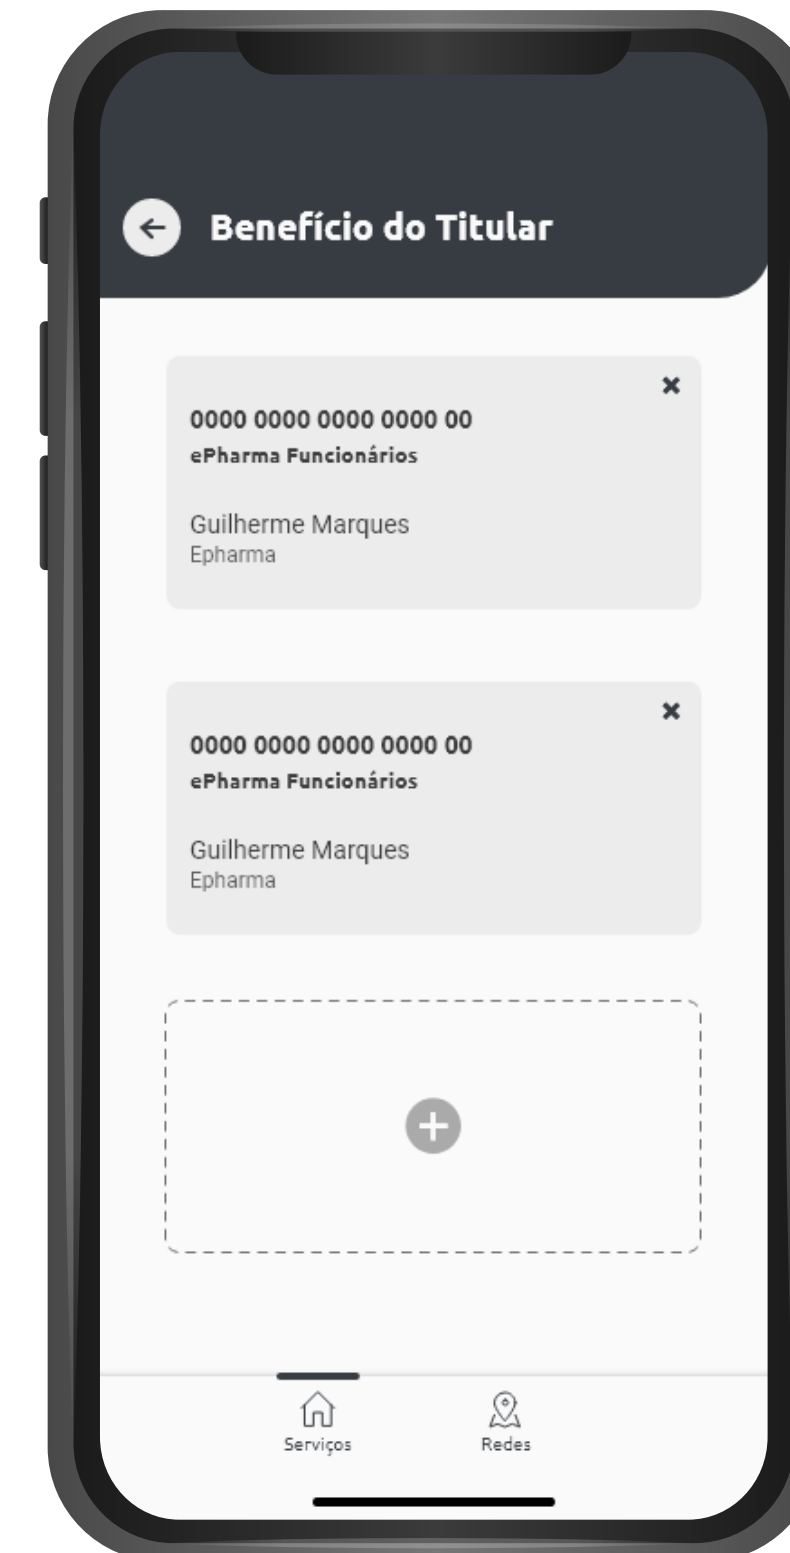 Benefício do Titular
0000 0000 0000 0000 00
ePharma Funcionários
Guilherme Marques
Epharma
0000 0000 0000 0000 00
ePharma Funcionários
Guilherme Marques
Epharma
Serviços
Redes